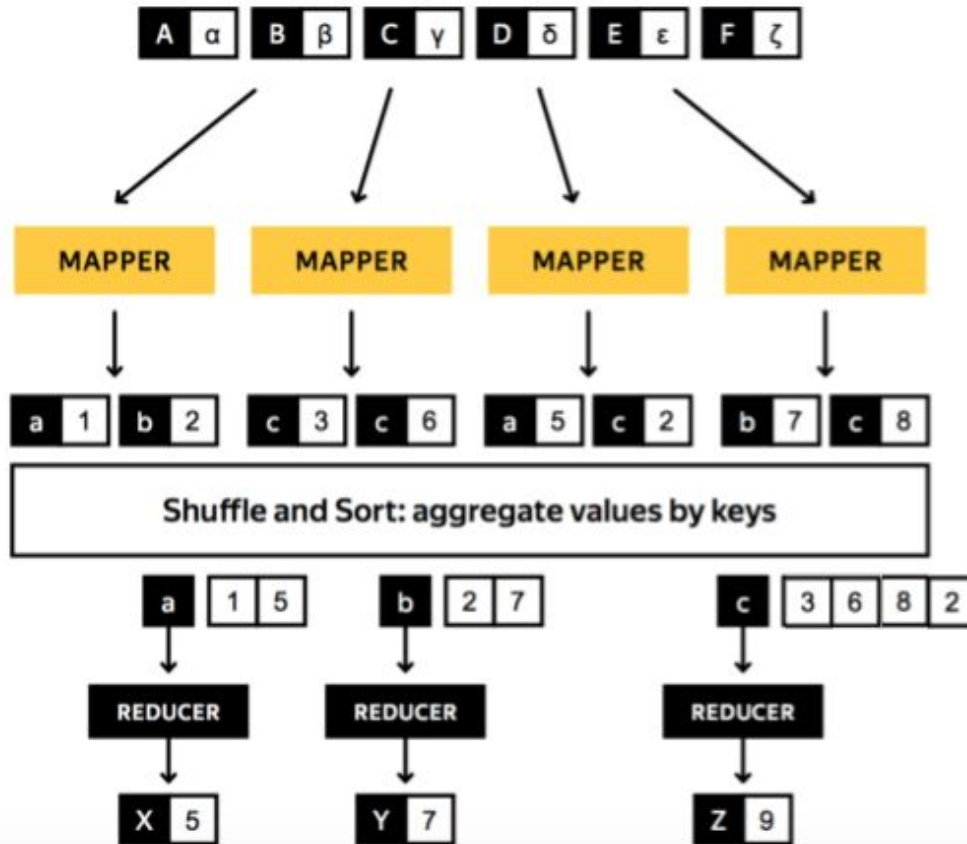 A α B β C γ D δ E ε F ζ
MAPPER MAPPER MAPPER MAPPER
a 1 b 2 c 3 c 6 a 5 c 2 b 7 c 8
Shuffle and Sort: aggregate values by keys
a 1 5 b 2 7 c 3 6 8 2
REDUCER REDUCER REDUCER
X 5 Y 7 Z 9